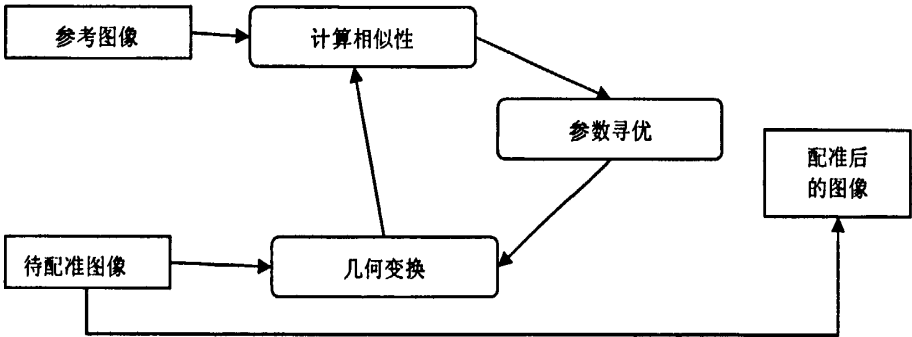 参考图像
计算相似性
参数寻优
配准后
的图像
待配准图像
几何变换